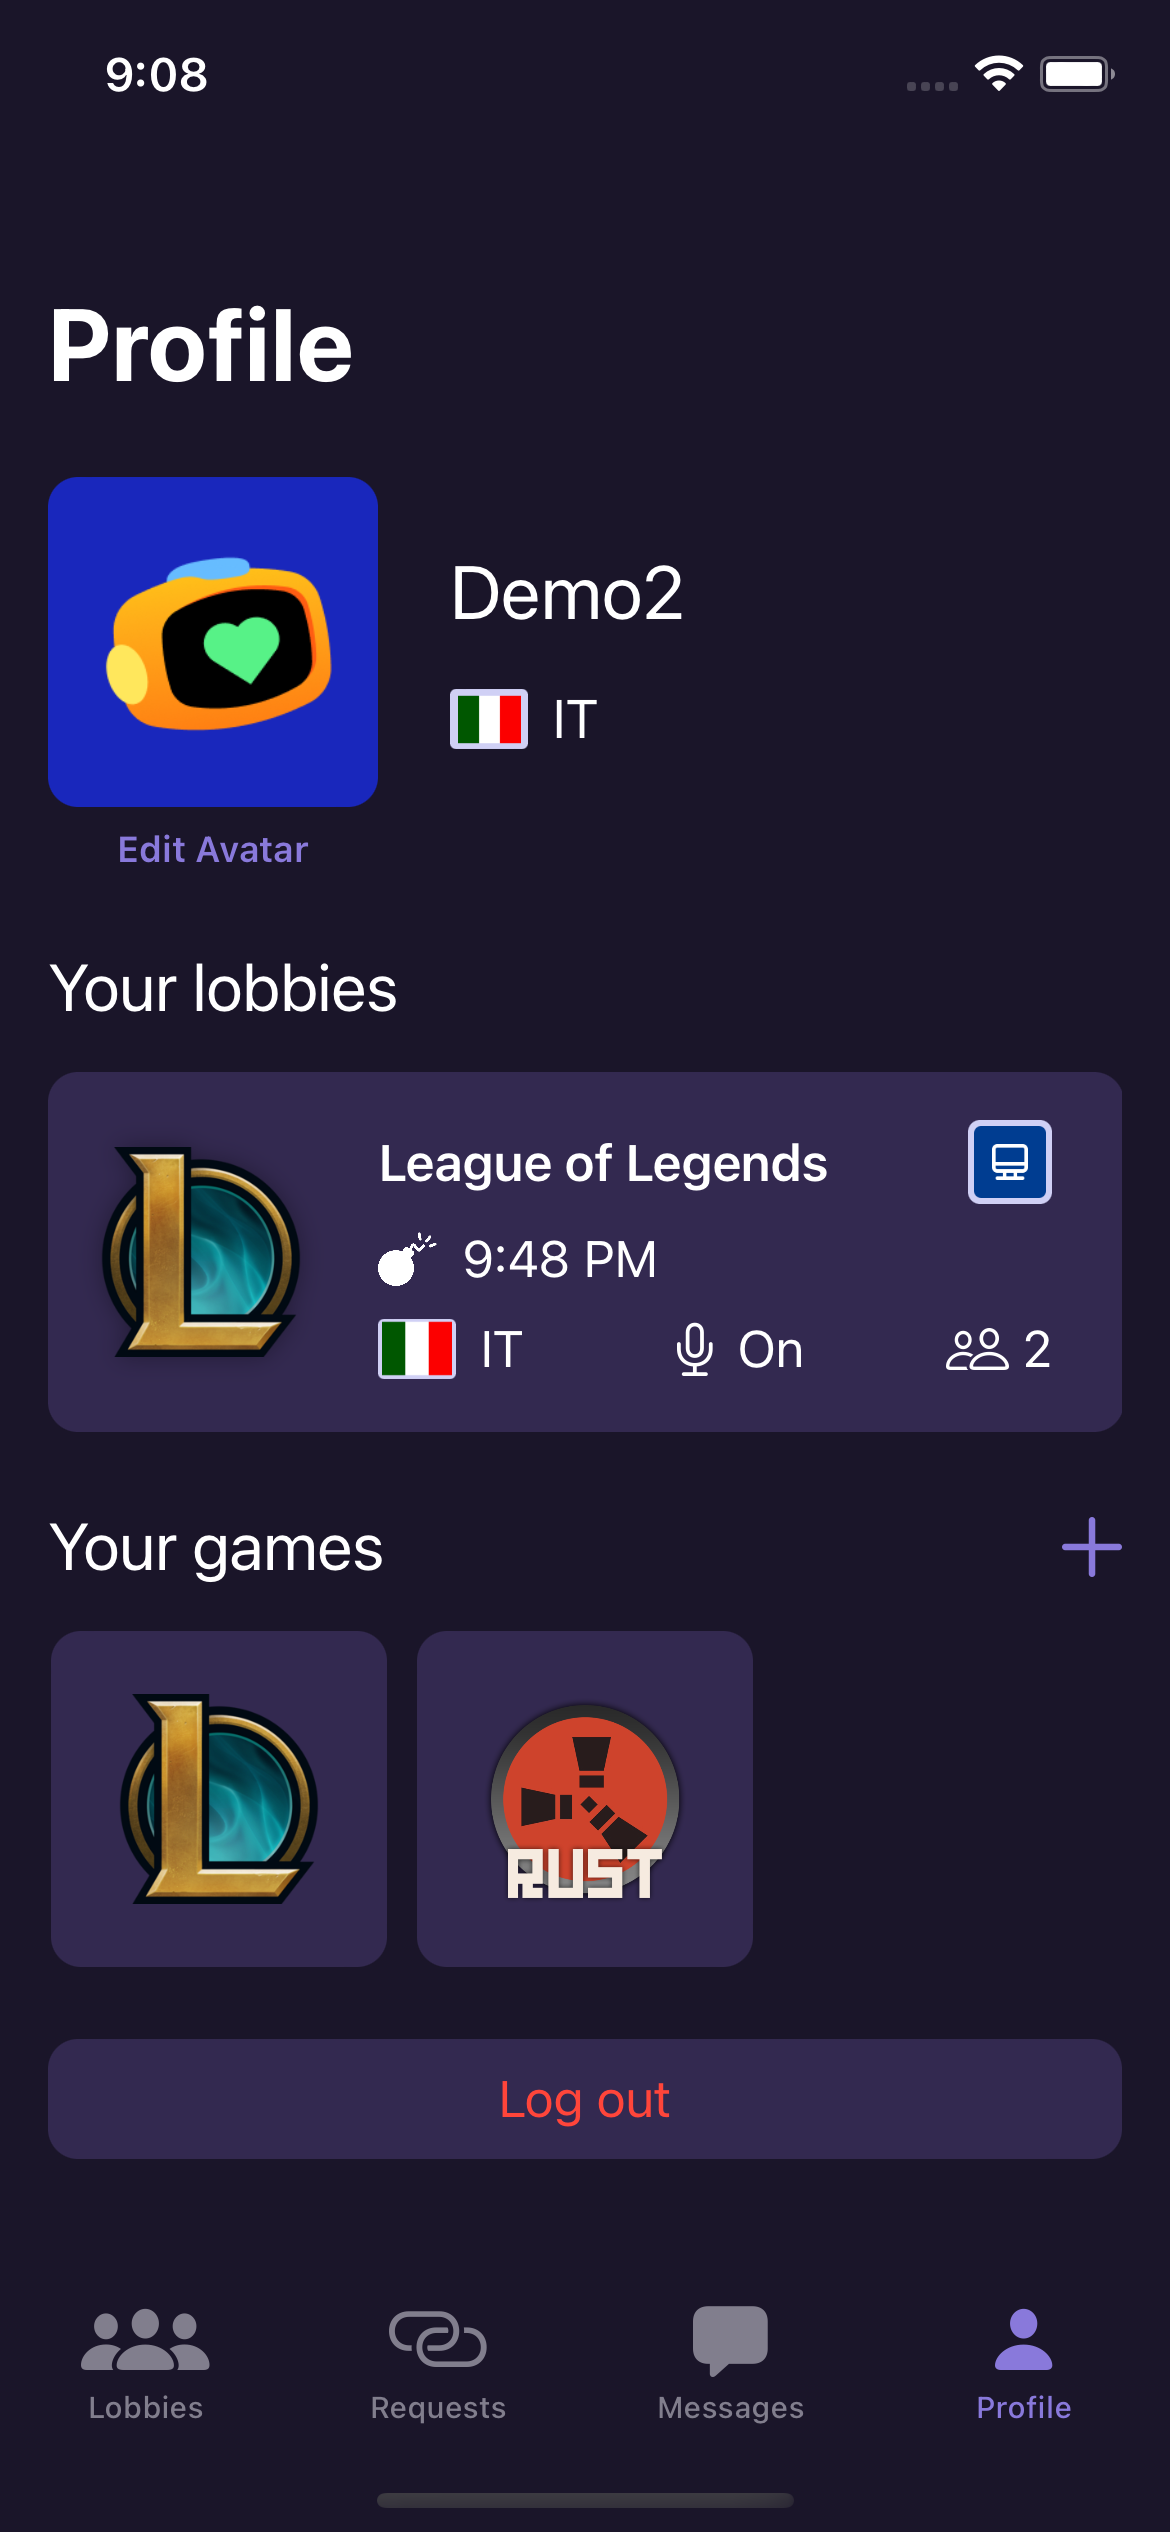 9:08
Profile
Demo2
IT
Edit Avatar
Your lobbies
League of Legends
9:48 PM
IT
On
2
Your games
L
L
RUST
Log out
Lobbies
Requests
Messages
Profile